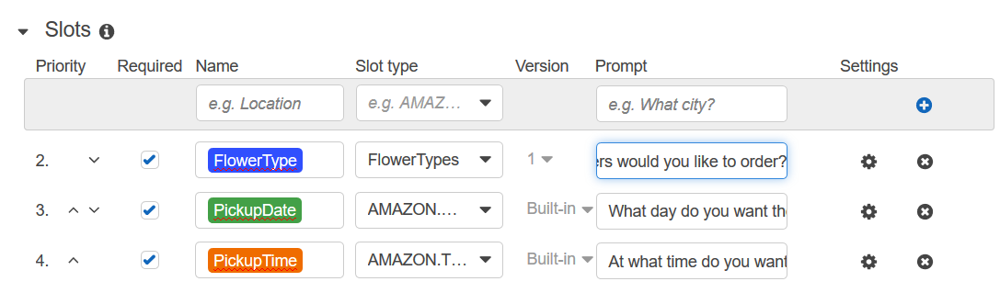 Slots
Priority Required Name Slot type Version Prompt Settings
e.g. Location e.g. AMAZ... e.g. What city?
2. FlowerType FlowerTypes 1 ers would you like to order?
3. PickupDate AMAZON.... Built-in What day do you want the
4. PickupTime AMAZON.T... Built-in At what time do you want